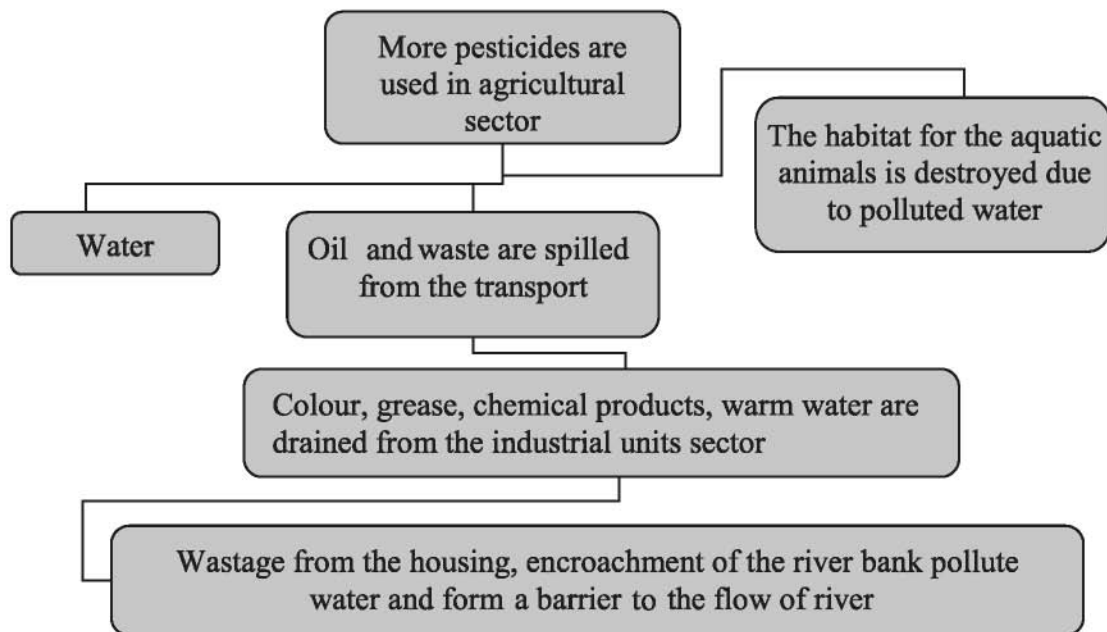 More pesticides are
used in agricultural
sector
The habitat for the aquatic
animals is destroyed due
to polluted water
Water
Oil and waste are spilled
from the transport
Colour, grease, chemical products, warm water are
drained from the industrial units sector
Wastage from the housing, encroachment of the river bank pollute
water and form a barrier to the flow of river